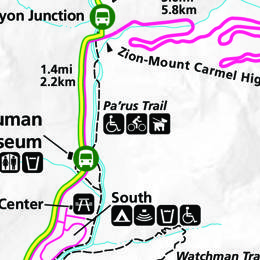 yon Junction
5.8km
1.4mi
2.2km
Zion-Mount Carmel Hig
Pa'rus Trail
uman
seum
Center
South
Watchman Tra